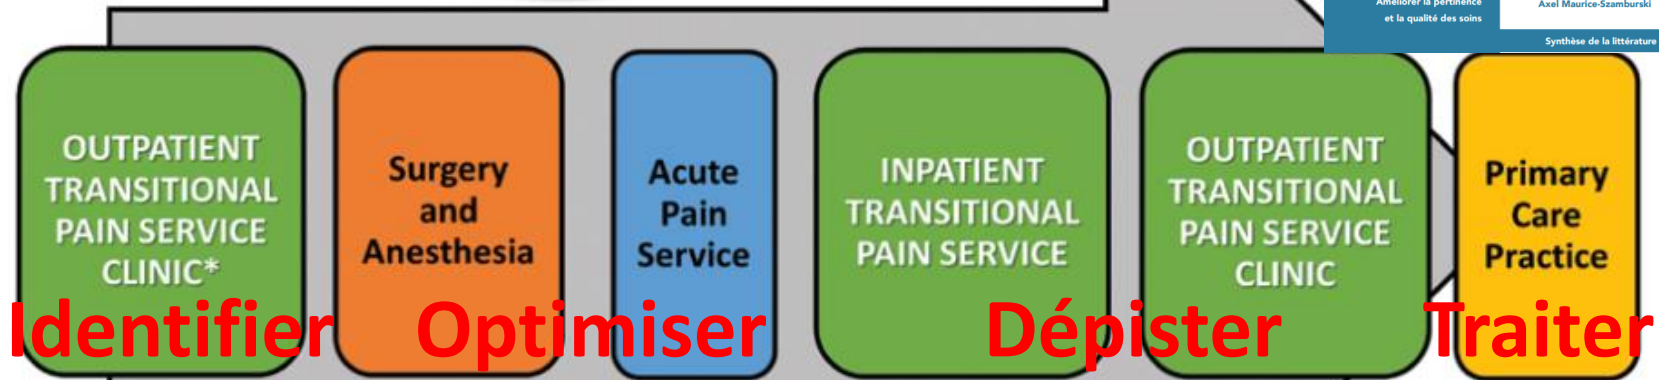 Améliorer la pertinence
et la qualité des soins
Axel Maurice-Szamburski
Synthèse de la littérature
OUTPATIENT
TRANSITIONAL
PAIN SERVICE
CLINIC*
Surgery
and
Anesthesia
Acute
Pain
Service
INPATIENT
TRANSITIONAL
PAIN SERVICE
OUTPATIENT
TRANSITIONAL
PAIN SERVICE
CLINIC
Primary
Care
Practice
Identifier
Optimiser
Dépister
Traiter